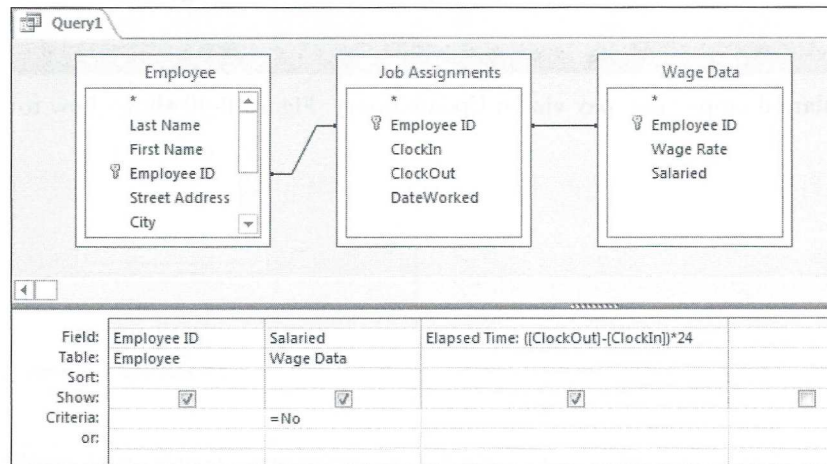 Query1
Employee
*
Last Name
First Name
Employee ID
Street Address
City
Job Assignments
*
Employee ID
ClockIn
ClockOut
DateWorked
Wage Data
*
Employee ID
Wage Rate
Salaried
Field: Employee ID Salaried Elapsed Time: ([ClockOut]-[ClockIn])*24
Table: Employee Wage Data
Sort:
Show:
Criteria: =No
or: